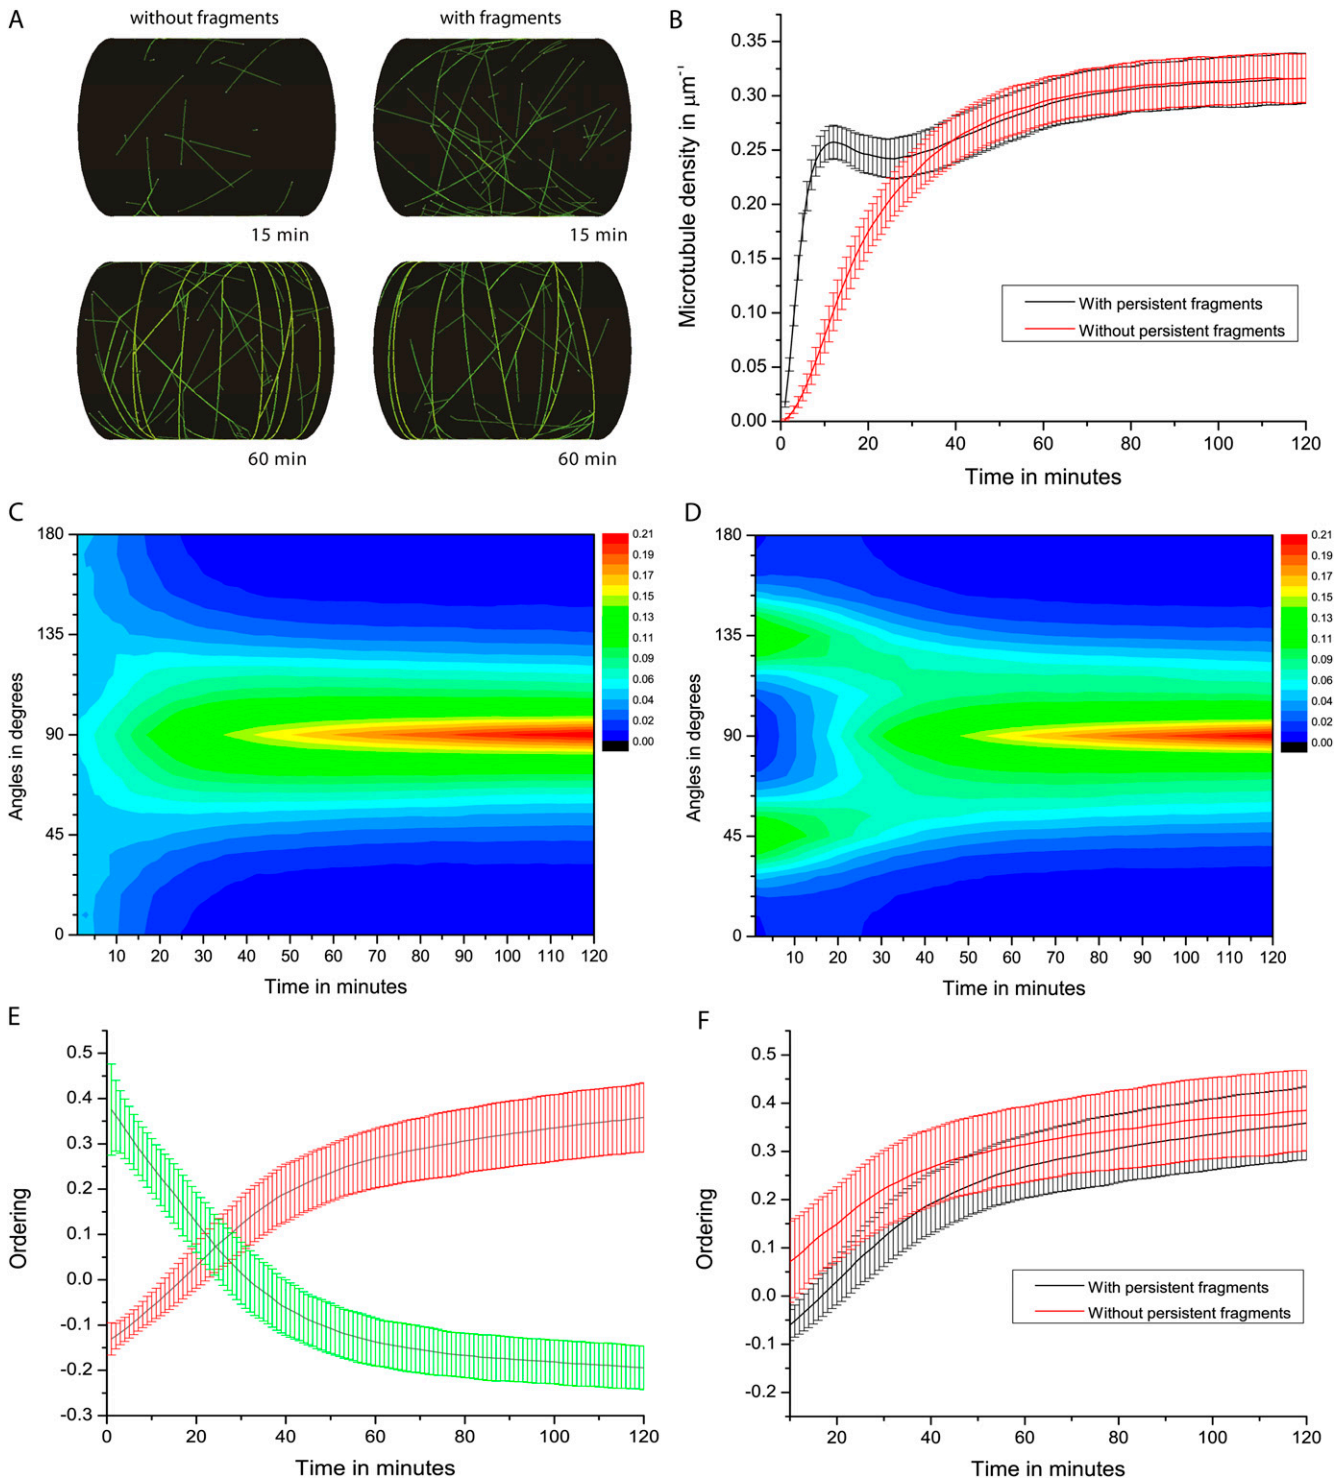 A
without fragments
with fragments
15 min
15 min
60 min
60 min
B
Microtubule density in μm⁻¹
0.35
0.30
0.25
0.20
0.15
0.10
0.05
0.00
With persistent fragments
Without persistent fragments
0 20 40 60 80 100 120
Time in minutes
C
Angles in degrees
180
135
90
45
0
10 20 30 40 50 60 70 80 90 100 110 120
Time in minutes
0.21
0.19
0.17
0.15
0.13
0.11
0.09
0.06
0.04
0.02
0.00
D
Angles in degrees
180
135
90
45
0
10 20 30 40 50 60 70 80 90 100 110 120
Time in minutes
0.21
0.19
0.17
0.15
0.13
0.11
0.09
0.06
0.04
0.02
0.00
E
Ordering
0.5
0.4
0.3
0.2
0.1
0.0
-0.1
-0.2
-0.3
0 20 40 60 80 100 120
Time in minutes
F
Ordering
0.5
0.4
0.3
0.2
0.1
0.0
-0.1
-0.2
With persistent fragments
Without persistent fragments
20 40 60 80 100 120
Time in minutes